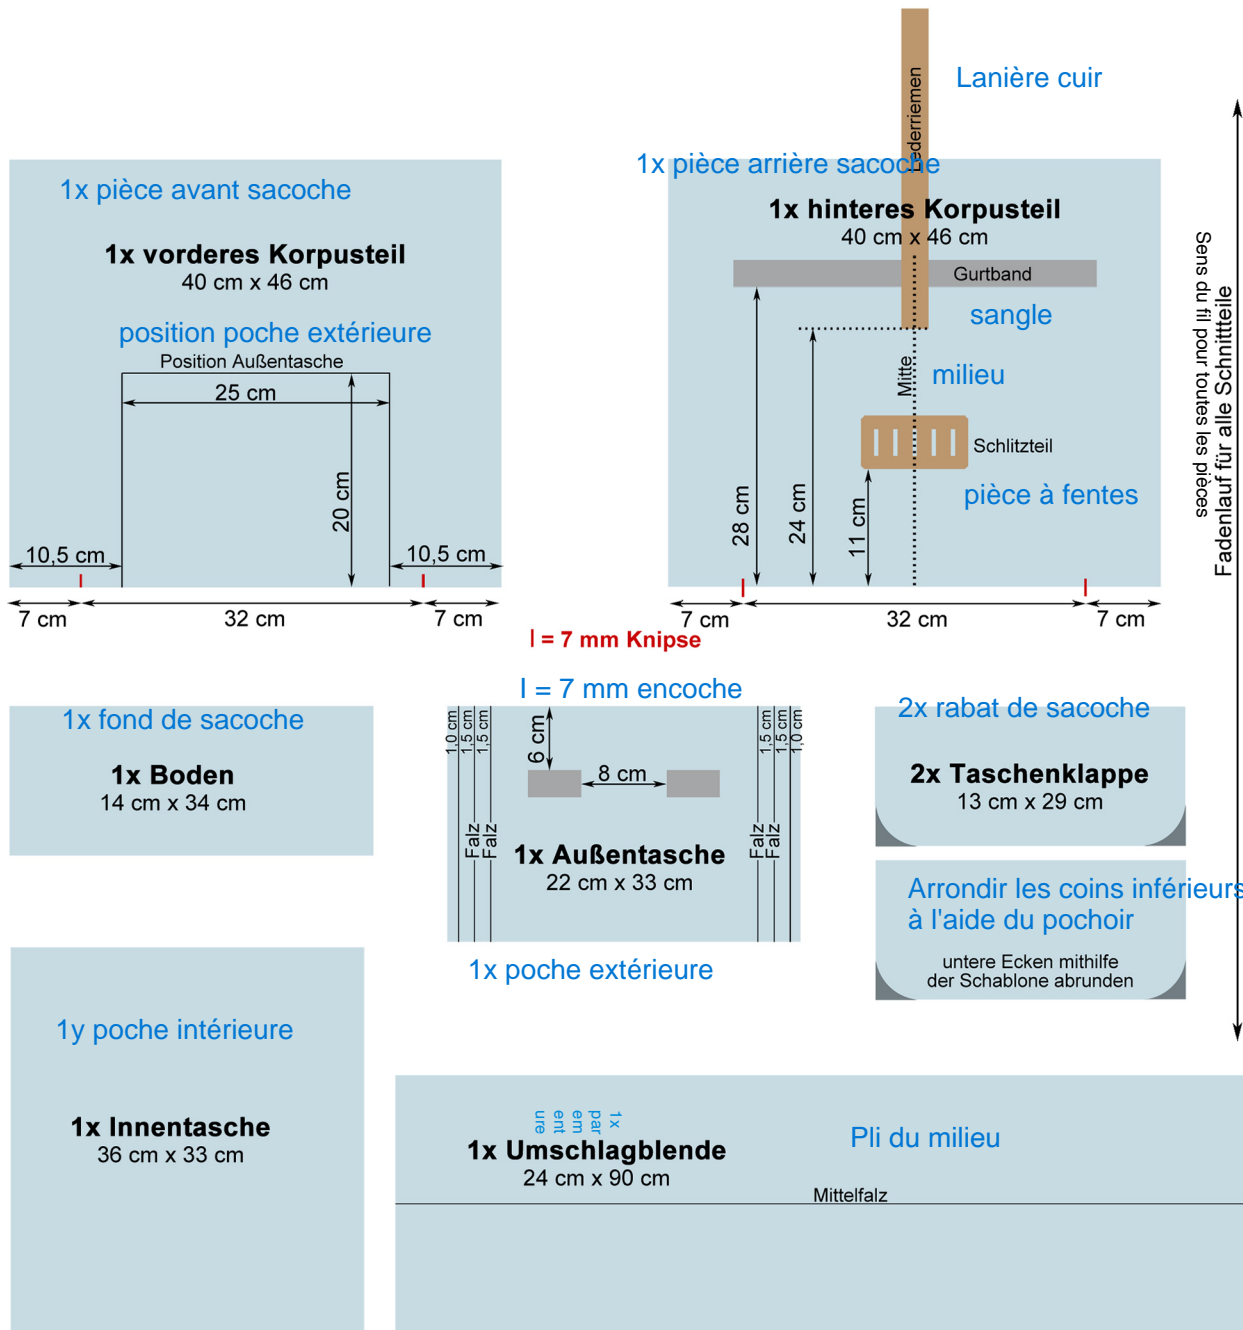 Lanière cuir
Lederriemen
1x pièce avant sacoche
1x vorderes Korpusteil
40 cm x 46 cm
position poche extérieure
Position Außentasche
25 cm
20 cm
10,5 cm
10,5 cm
7 cm
32 cm
7 cm
1x pièce arrière sacoche
1x hinteres Korpusteil
40 cm x 46 cm
Gurtband
sangle
Mitte
milieu
Schlitzteil
pièce à fentes
28 cm
24 cm
11 cm
7 cm
32 cm
7 cm
Sens du fil pour toutes les pièces
Fadenlauf für alle Schnittteile
I = 7 mm Knipse
I = 7 mm encoche
1x fond de sacoche
1x Boden
14 cm x 34 cm
1,0 cm
1,5 cm
1,5 cm
6 cm
8 cm
1,5 cm
1,5 cm
1,0 cm
Falz
Falz
Falz
Falz
1x Außentasche
22 cm x 33 cm
1x poche extérieure
2x rabat de sacoche
2x Taschenklappe
13 cm x 29 cm
Arrondir les coins inférieurs
à l'aide du pochoir
untere Ecken mithilfe
der Schablone abrunden
1y poche intérieure
1x Innentasche
36 cm x 33 cm
1x
par
em
ent
ure
1x Umschlagblende
24 cm x 90 cm
Pli du milieu
Mittelfalz